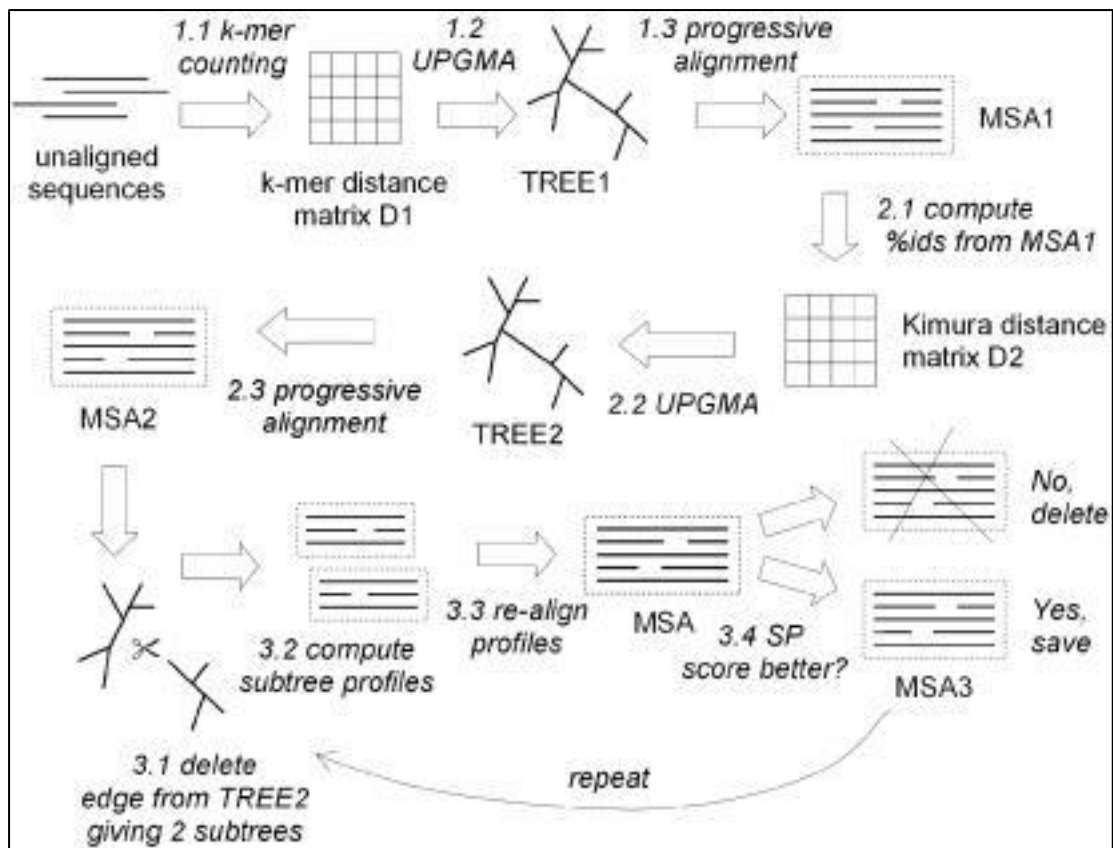 1.1 k-mer
counting
1.2
UPGMA
1.3 progressive
alignment
unaligned
sequences
k-mer distance
matrix D1
TREE1
MSA1
2.1 compute
%ids from MSA1
Kimura distance
matrix D2
2.2 UPGMA
TREE2
2.3 progressive
alignment
MSA2
3.1 delete
edge from TREE2
giving 2 subtrees
3.2 compute
subtree profiles
3.3 re-align
profiles
MSA
3.4 SP
score better?
No,
delete
Yes,
save
MSA3
repeat